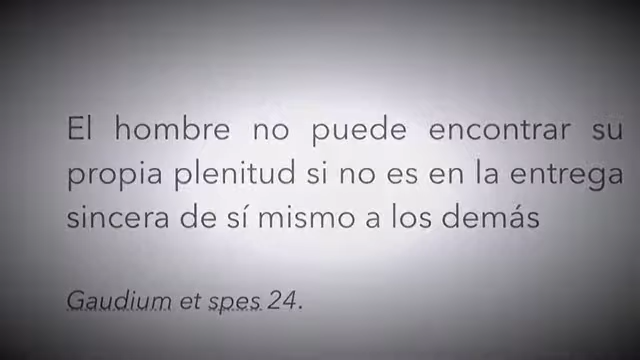 El hombre no puede encontrar su
propia plenitud si no es en la entrega
sincera de sí mismo a los demás
Gaudium et spes 24.